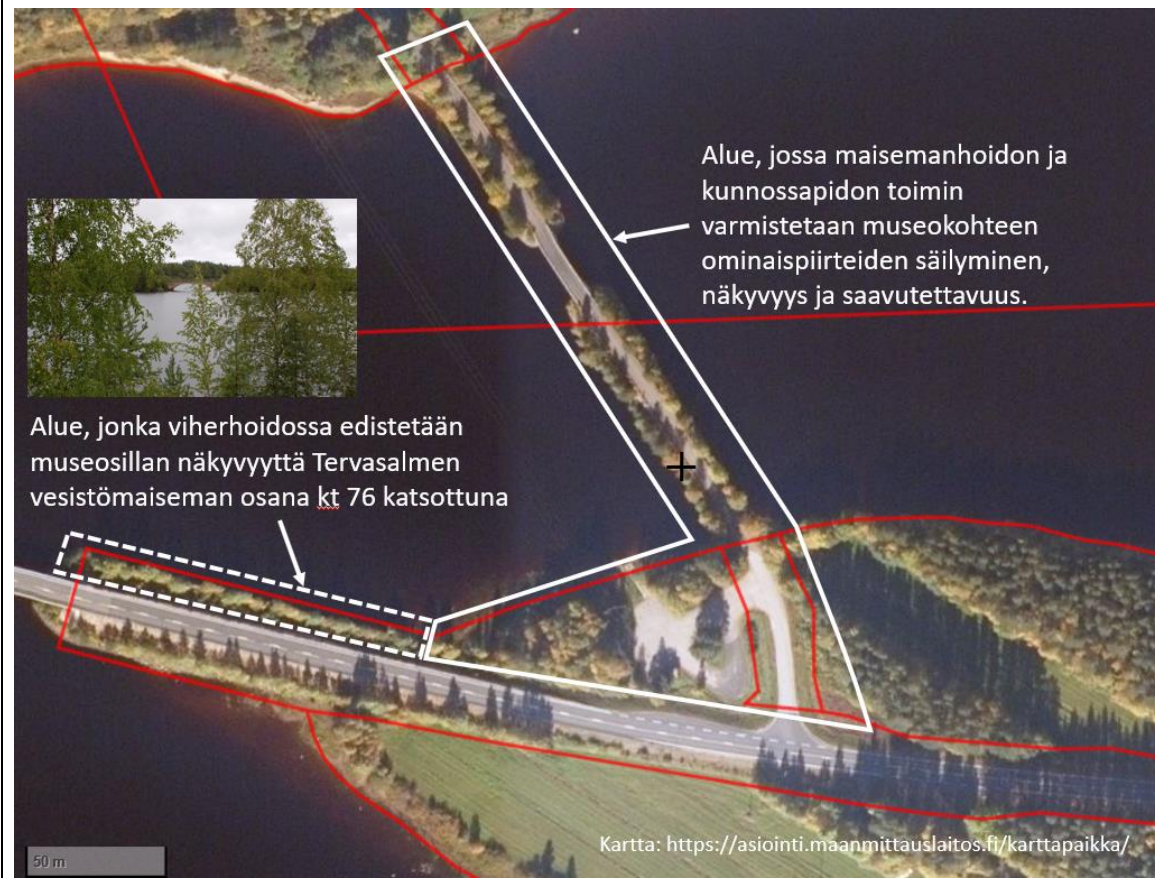 Alue, jossa maisemanhoidon ja
kunnossapidon toimin
varmistetaan museokohteen
ominaispiirteiden säilyminen,
näkyvyys ja saavutettavuus.
Alue, jonka viherhoidossa edistetään
museosillan näkyvyyttä Tervasalmen
vesistömaiseman osana kt 76 katsottuna
Kartta: https://asiointi.maanmittauslaitos.fi/karttapaikka/
50 m